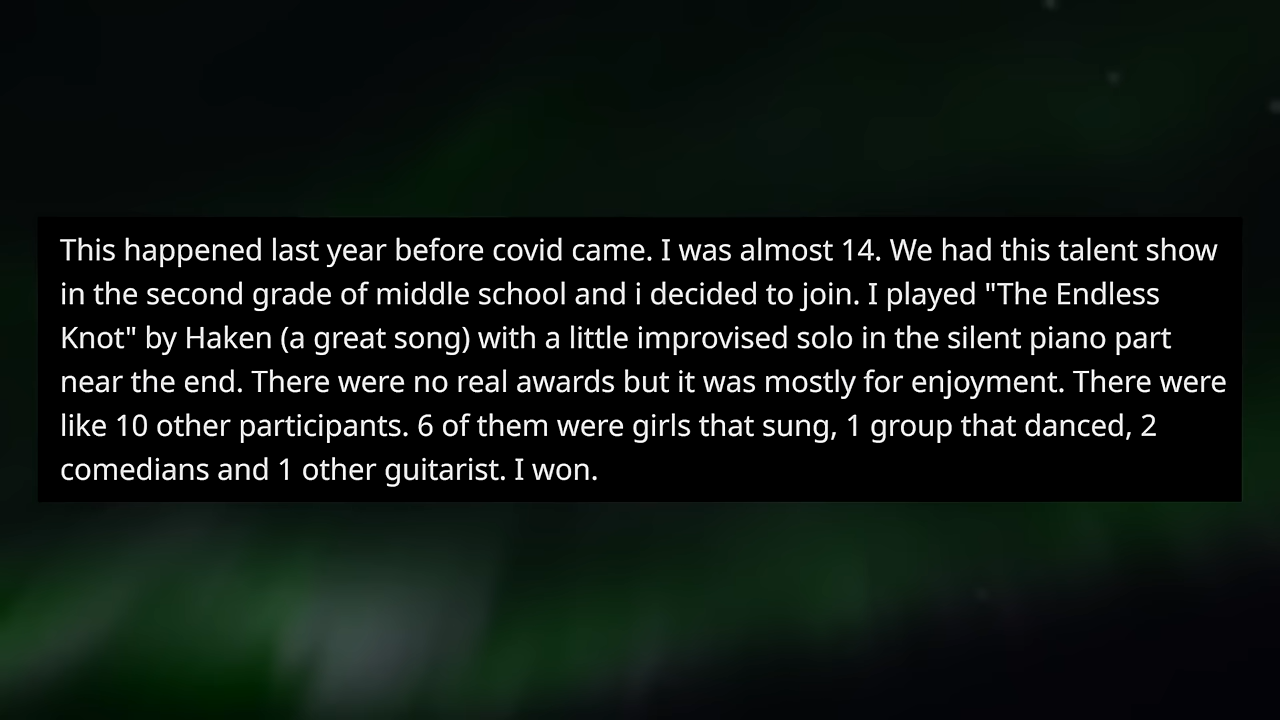 This happened last year before covid came. I was almost 14. We had this talent show
in the second grade of middle school and i decided to join. I played "The Endless
Knot" by Haken (a great song) with a little improvised solo in the silent piano part
near the end. There were no real awards but it was mostly for enjoyment. There were
like 10 other participants. 6 of them were girls that sung, 1 group that danced, 2
comedians and 1 other guitarist. I won.